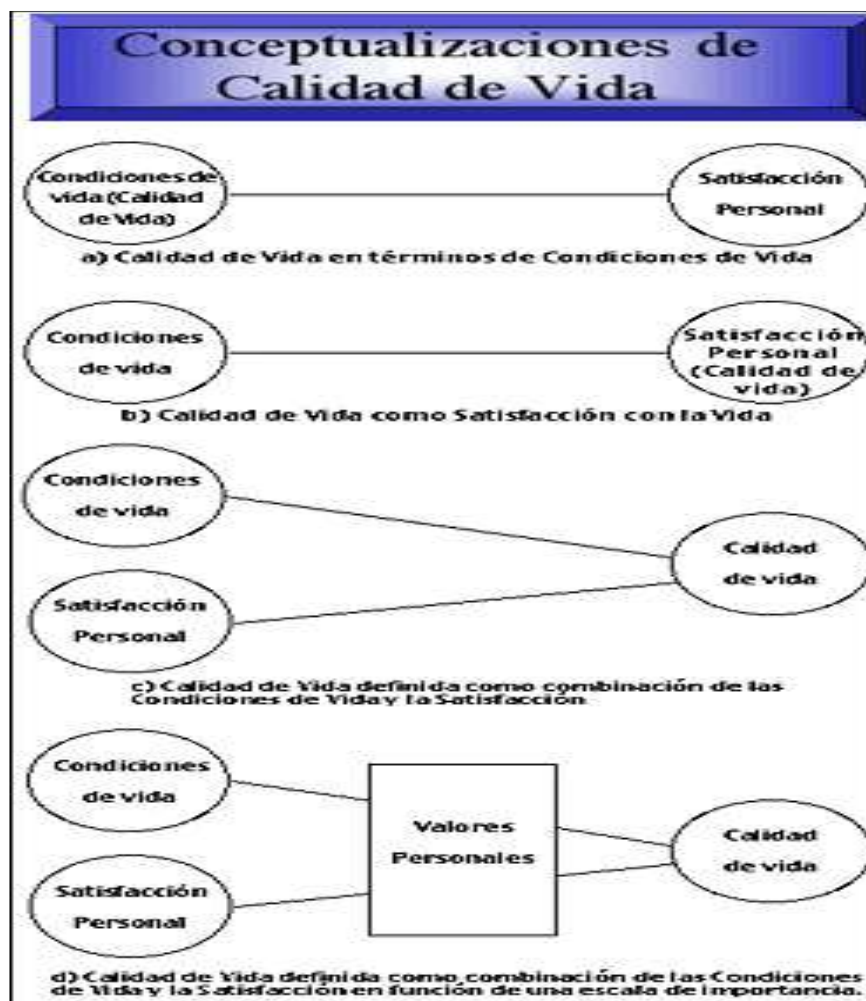 Conceptualizaciones de
Calidad de Vida
Condiciones de
vida (Calidad
de Vida)
Satisfacción
Personal
a) Calidad de Vida en términos de Condiciones de Vida
Condiciones
de vida
Satisfacción
Personal
(Calidad de
vida)
b) Calidad de Vida como Satisfacción con la Vida
Condiciones
de vida
Satisfacción
Personal
Calidad
de vida
c) Calidad de Vida definida como combinación de las
Condiciones de Vida y la Satisfacción
Condiciones
de vida
Satisfacción
Personal
Valores
Personales
Calidad
de vida
d) Calidad de Vida definida como combinación de las Condiciones
de Vida y la Satisfacción en función de una escala de importancia.